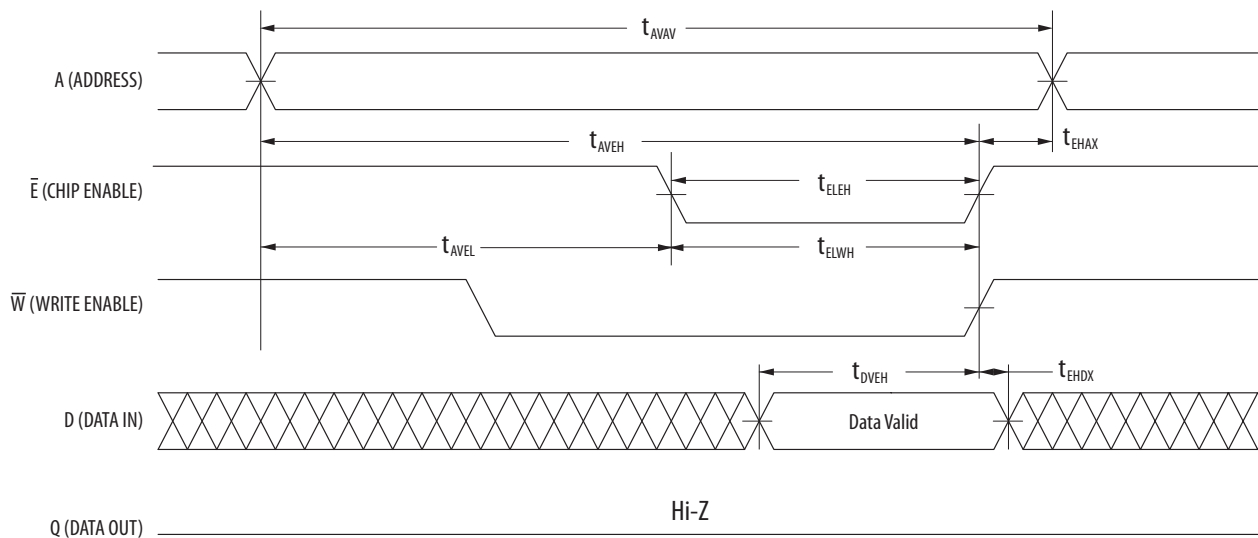 tAVAV
A (ADDRESS)
tAVEH
tEHAX
E̅ (CHIP ENABLE)
tELEH
tAVEL
tELWH
W̅ (WRITE ENABLE)
tDVEH
tEHDX
D (DATA IN)
Data Valid
Hi-Z
Q (DATA OUT)